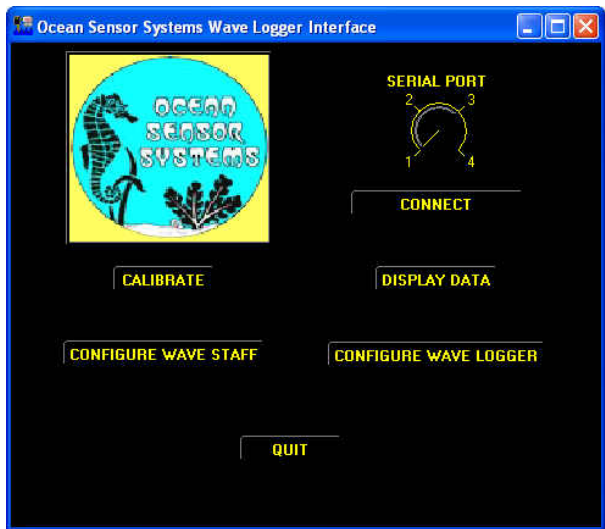 Ocean Sensor Systems Wave Logger Interface
OCEAN
SENSOR
SYSTEMS
SERIAL PORT
2 3
1 4
CONNECT
CALIBRATE
DISPLAY DATA
CONFIGURE WAVE STAFF
CONFIGURE WAVE LOGGER
QUIT